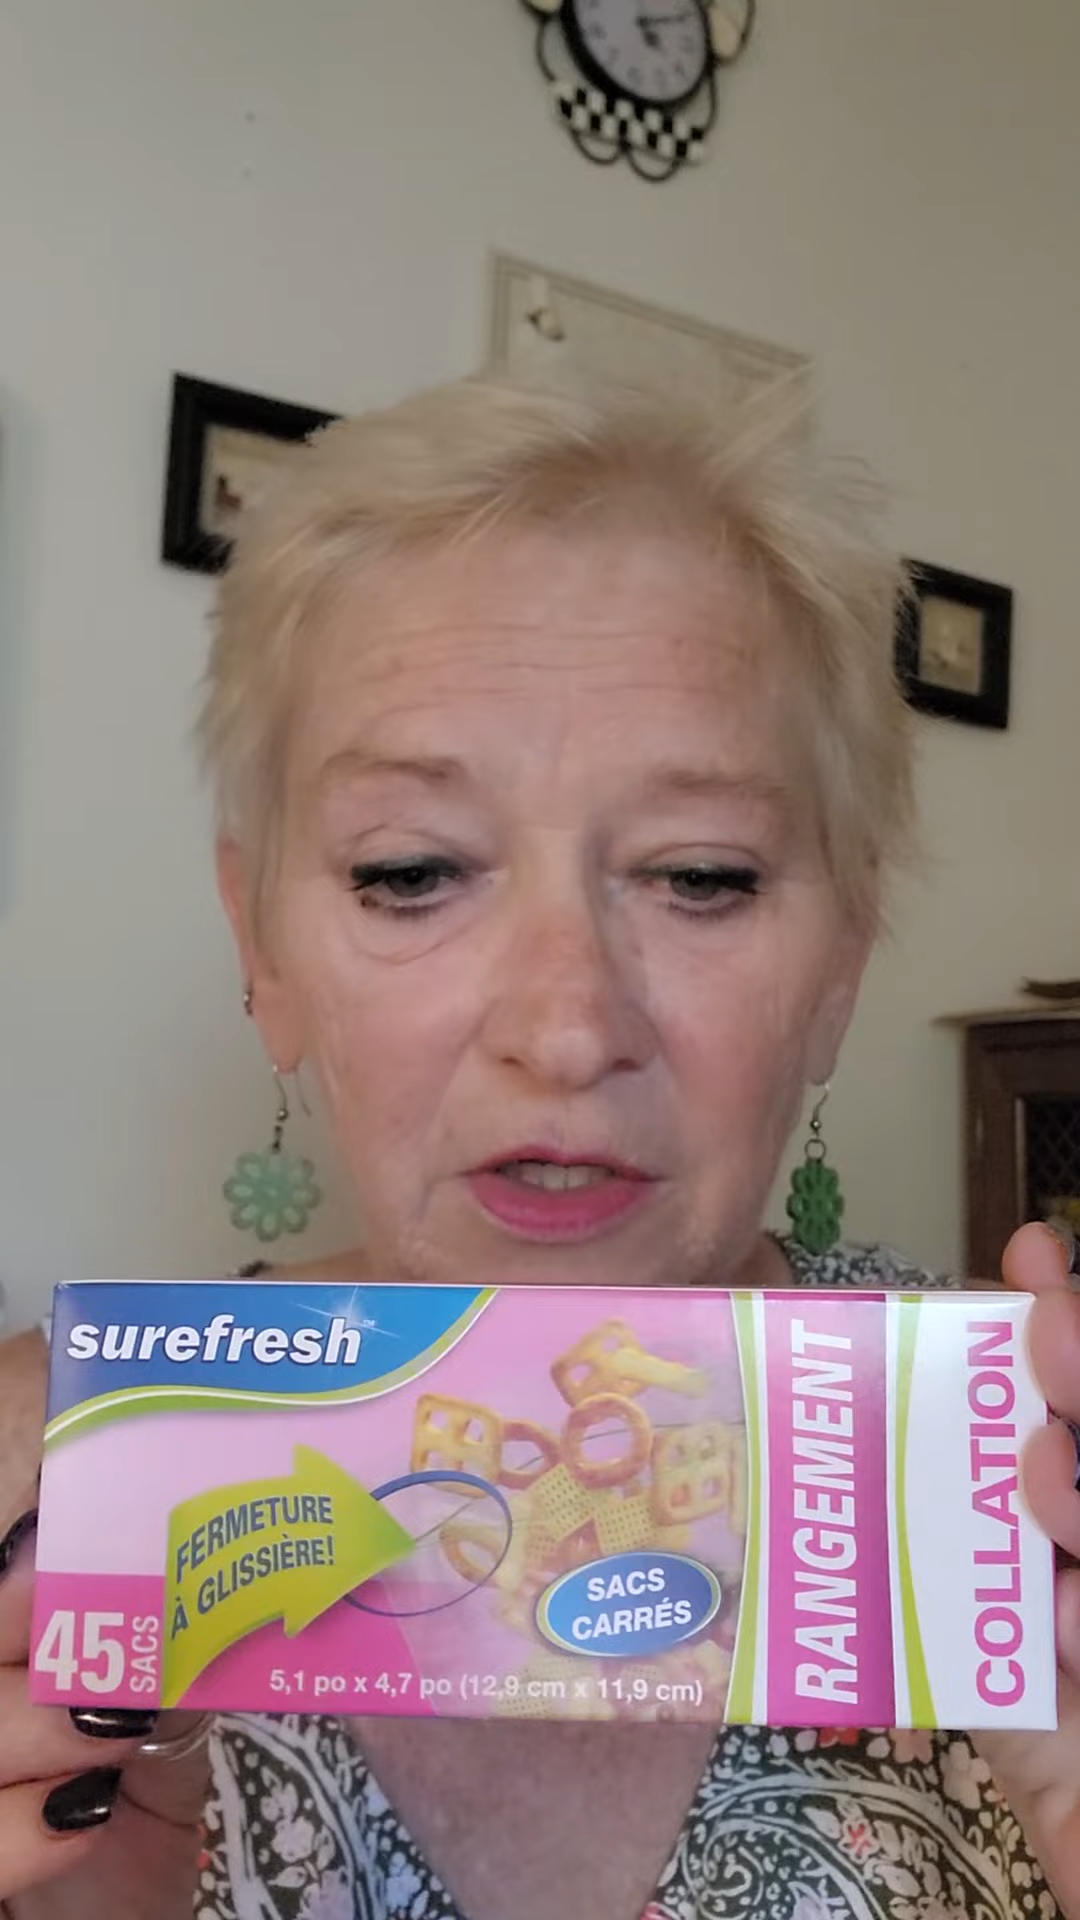 surefresh™
FERMETURE
À GLISSIÈRE!
45
SACS
SACS
CARRÉS
5,1 po x 4,7 po (12,9 cm x 11,9 cm)
RANGEMENT
COLLATION